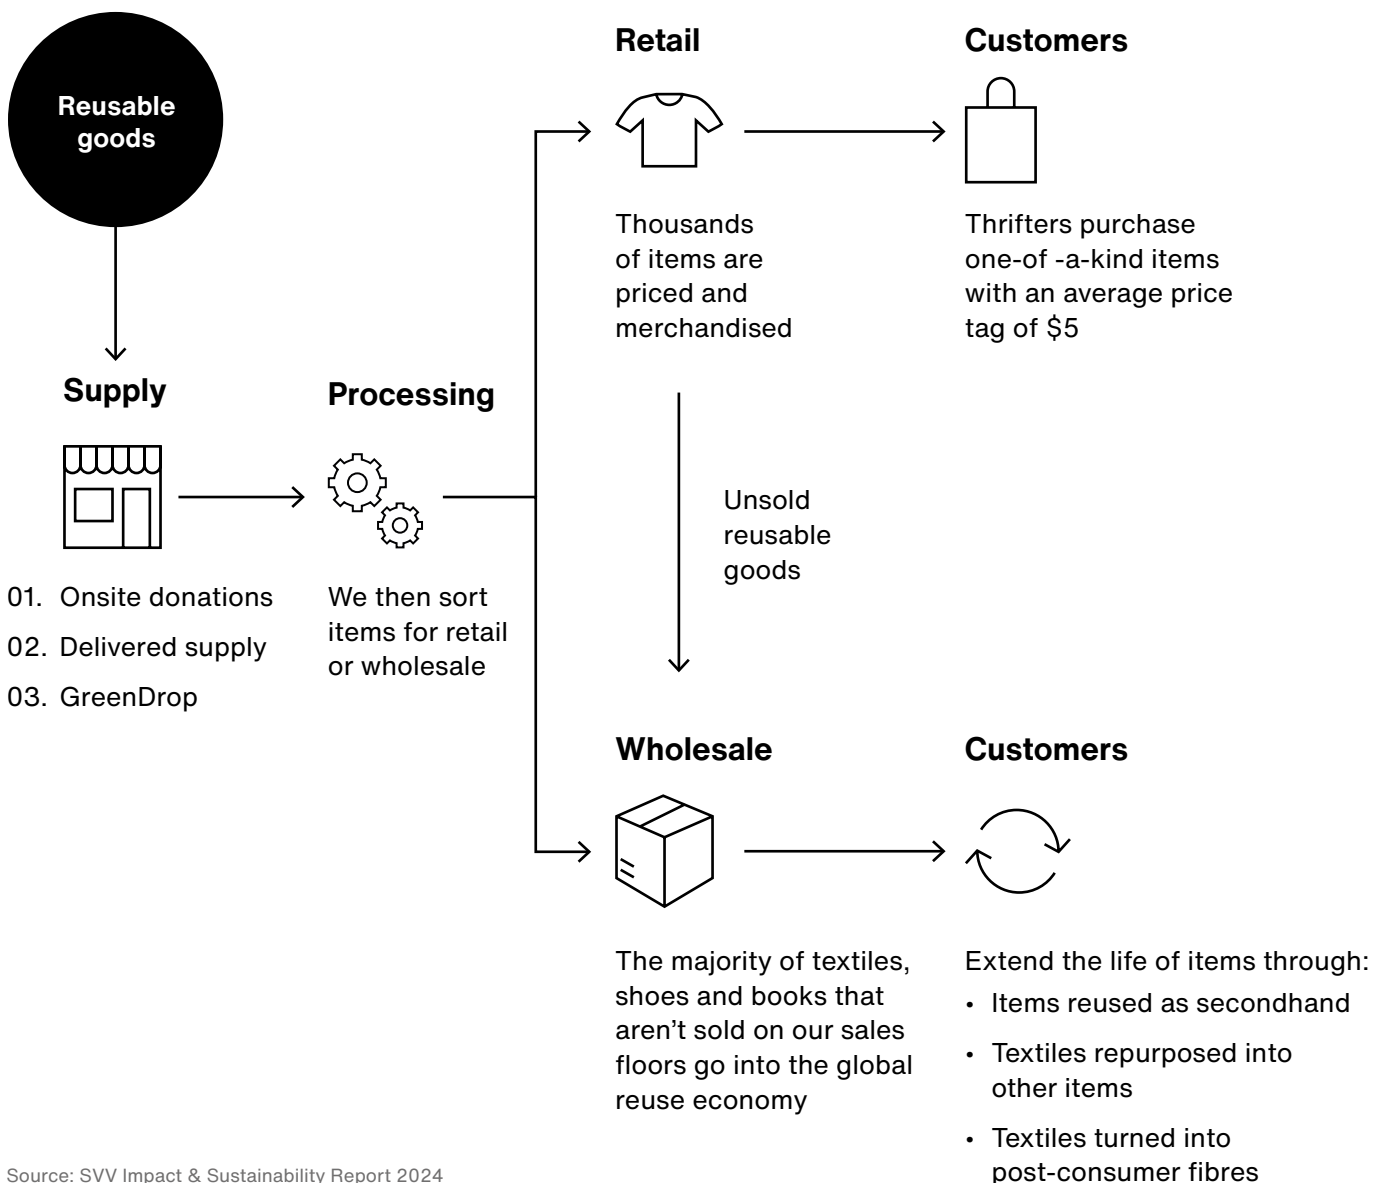 Reusable
goods
Supply
01. Onsite donations
02. Delivered supply
03. GreenDrop
Processing
We then sort
items for retail
or wholesale
Retail
Thousands
of items are
priced and
merchandised
Customers
Thrifters purchase
one-of -a-kind items
with an average price
tag of $5
Unsold
reusable
goods
Wholesale
The majority of textiles,
shoes and books that
aren’t sold on our sales
floors go into the global
reuse economy
Customers
Extend the life of items through:
• Items reused as secondhand
• Textiles repurposed into
other items
• Textiles turned into
post-consumer fibres
Source: SVV Impact & Sustainability Report 2024